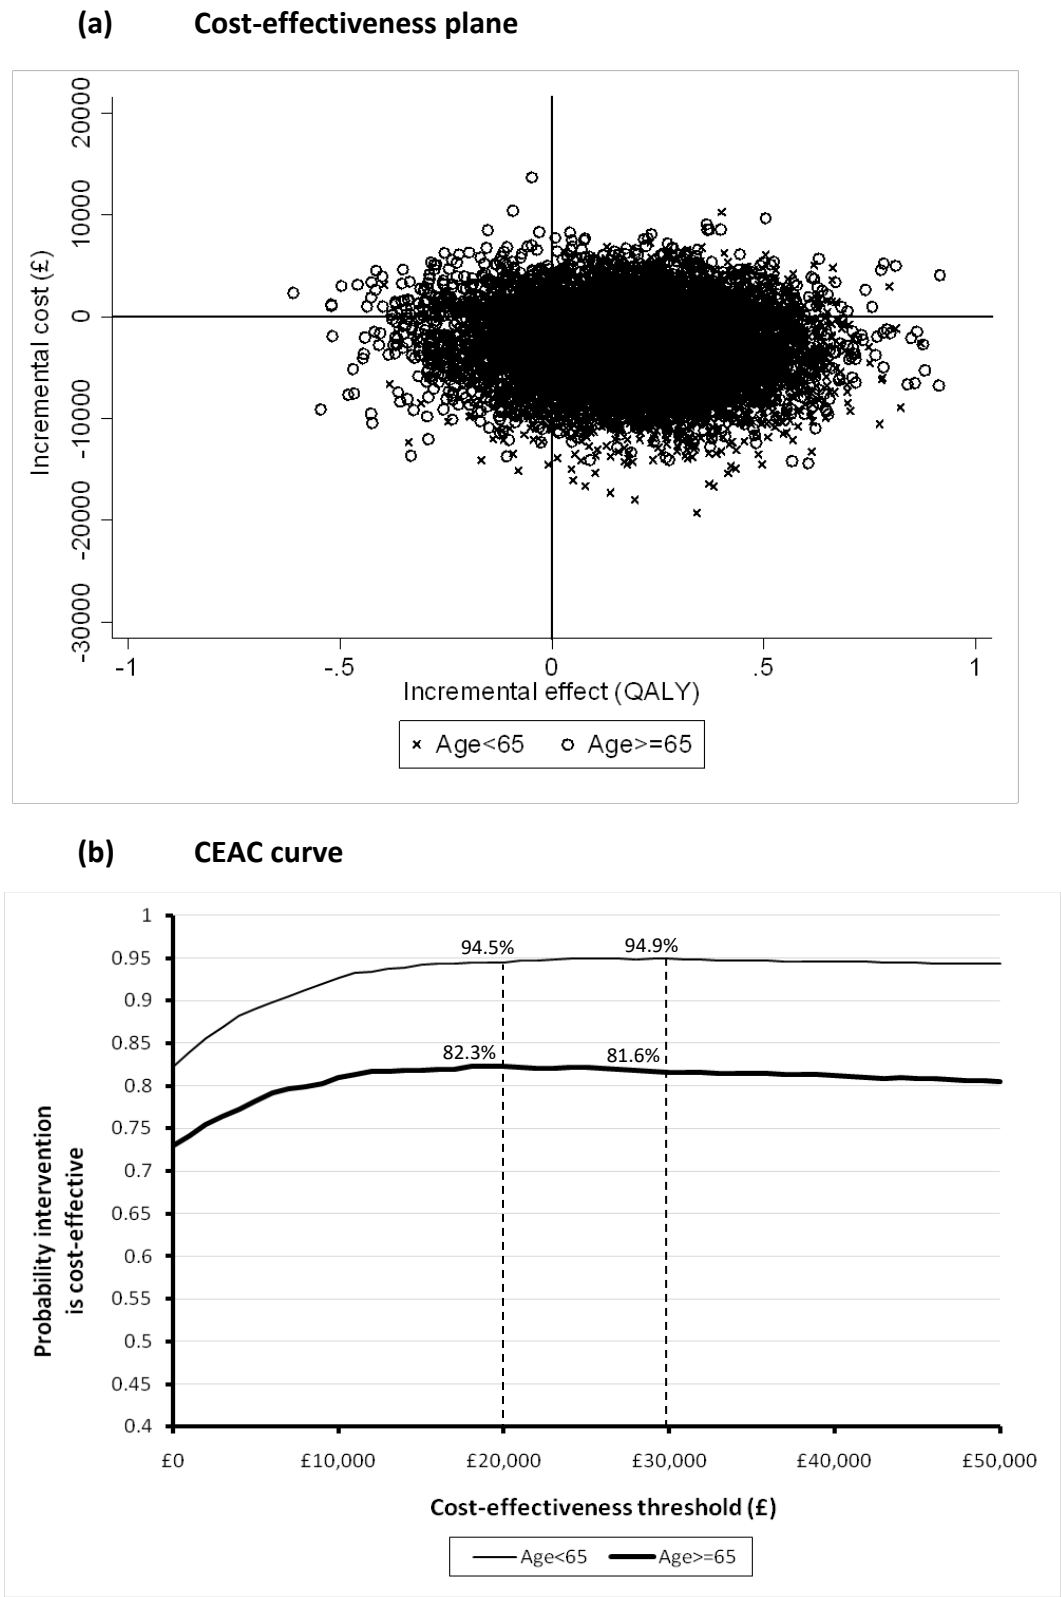 (a) Cost-effectiveness plane
Incremental cost (£)
20000
10000
0
-10000
-20000
-30000
-1 -.5 0 .5 1
Incremental effect (QALY)
Age<65 Age>=65
(b) CEAC curve
Probability intervention
is cost-effective
1
0.95
0.9
0.85
0.8
0.75
0.7
0.65
0.6
0.55
0.5
0.45
0.4
94.5% 94.9%
82.3% 81.6%
£0 £10,000 £20,000 £30,000 £40,000 £50,000
Cost-effectiveness threshold (£)
Age<65 Age>=65